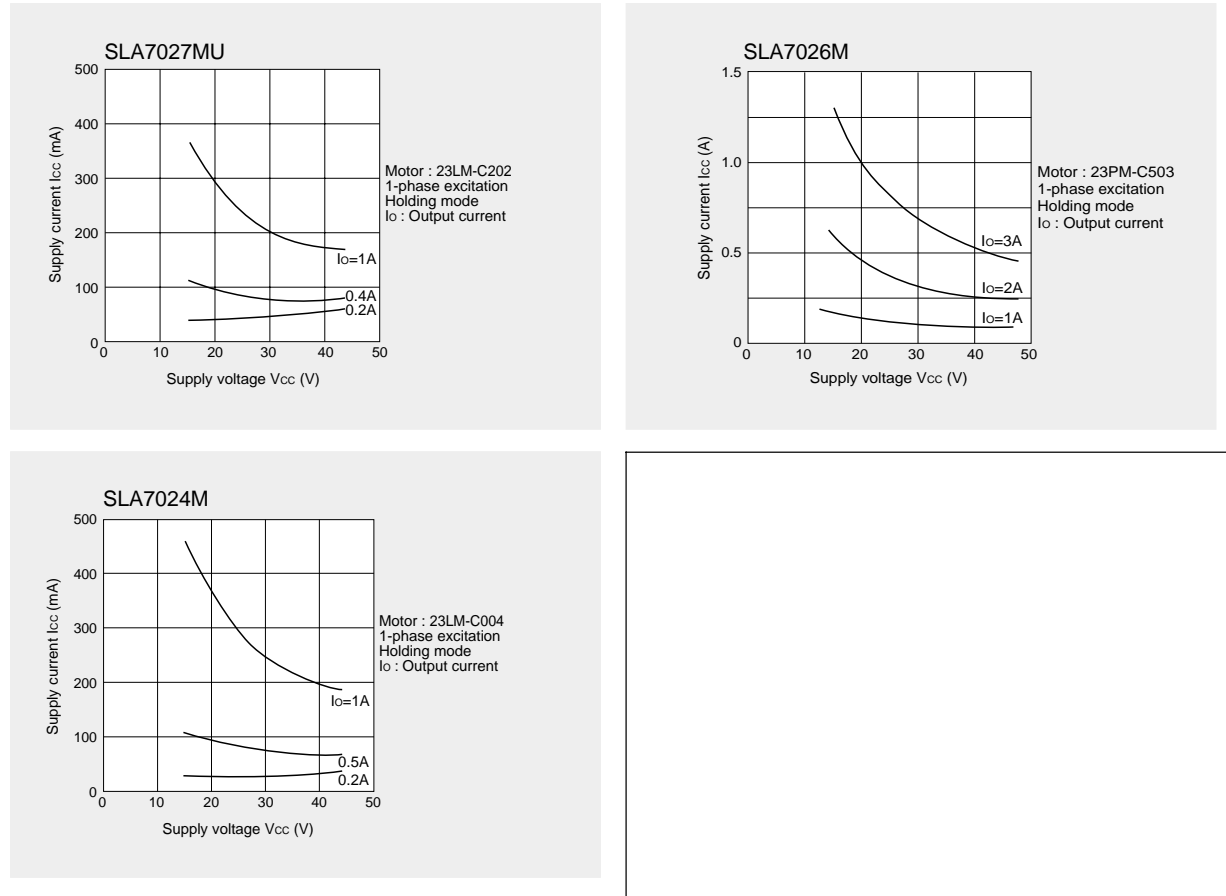 SLA7027MU
500
400
300
200
100
0
Supply current Icc (mA)
Io=1A
0.4A
0.2A
0 10 20 30 40 50
Supply voltage Vcc (V)
Motor : 23LM-C202
1-phase excitation
Holding mode
Io : Output current
SLA7026M
1.5
1.0
0.5
0
Supply current Icc (A)
Io=3A
Io=2A
Io=1A
0 10 20 30 40 50
Supply voltage Vcc (V)
Motor : 23PM-C503
1-phase excitation
Holding mode
Io : Output current
SLA7024M
500
400
300
200
100
0
Supply current Icc (mA)
Io=1A
0.5A
0.2A
0 10 20 30 40 50
Supply voltage Vcc (V)
Motor : 23LM-C004
1-phase excitation
Holding mode
Io : Output current